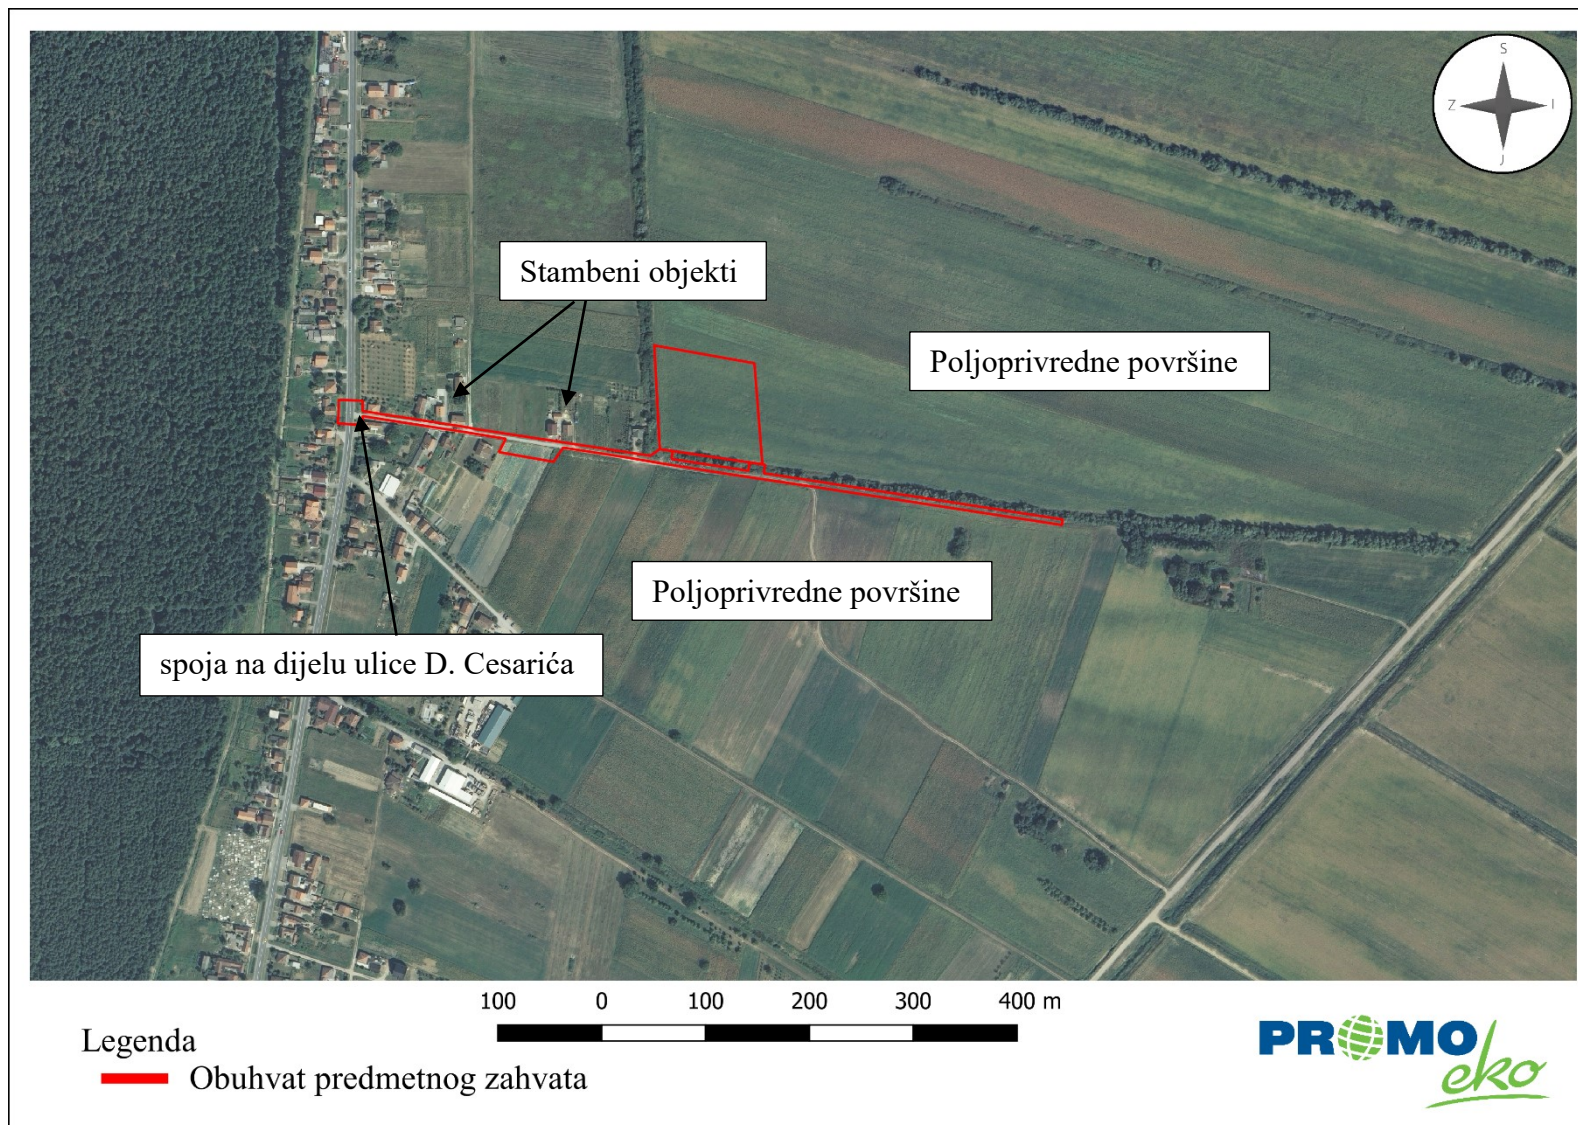 S
Z I
J
Stambeni objekti
Poljoprivredne površine
Poljoprivredne površine
spoja na dijelu ulice D. Cesarića
100 0 100 200 300 400 m
Legenda
Obuhvat predmetnog zahvata
PROMO
eko